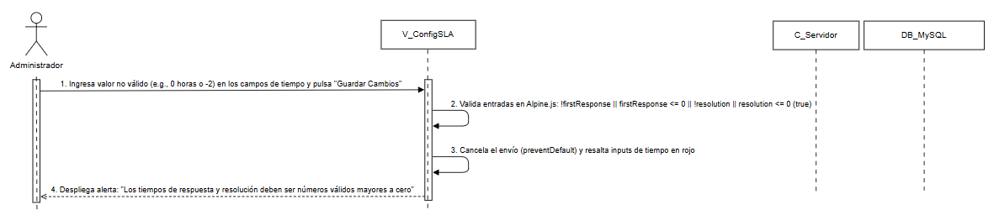 V_ConfigSLA
C_Servidor
DB_MySQL
Administrador
1. Ingresa valor no válido (e.g., 0 horas o -2) en los campos de tiempo y pulsa "Guardar Cambios"
2. Valida entradas en Alpine.js: !firstResponse || firstResponse <= 0 || !resolution || resolution <= 0 (true)
3. Cancela el envío (preventDefault) y resalta inputs de tiempo en rojo
4. Despliega alerta: "Los tiempos de respuesta y resolución deben ser números válidos mayores a cero"